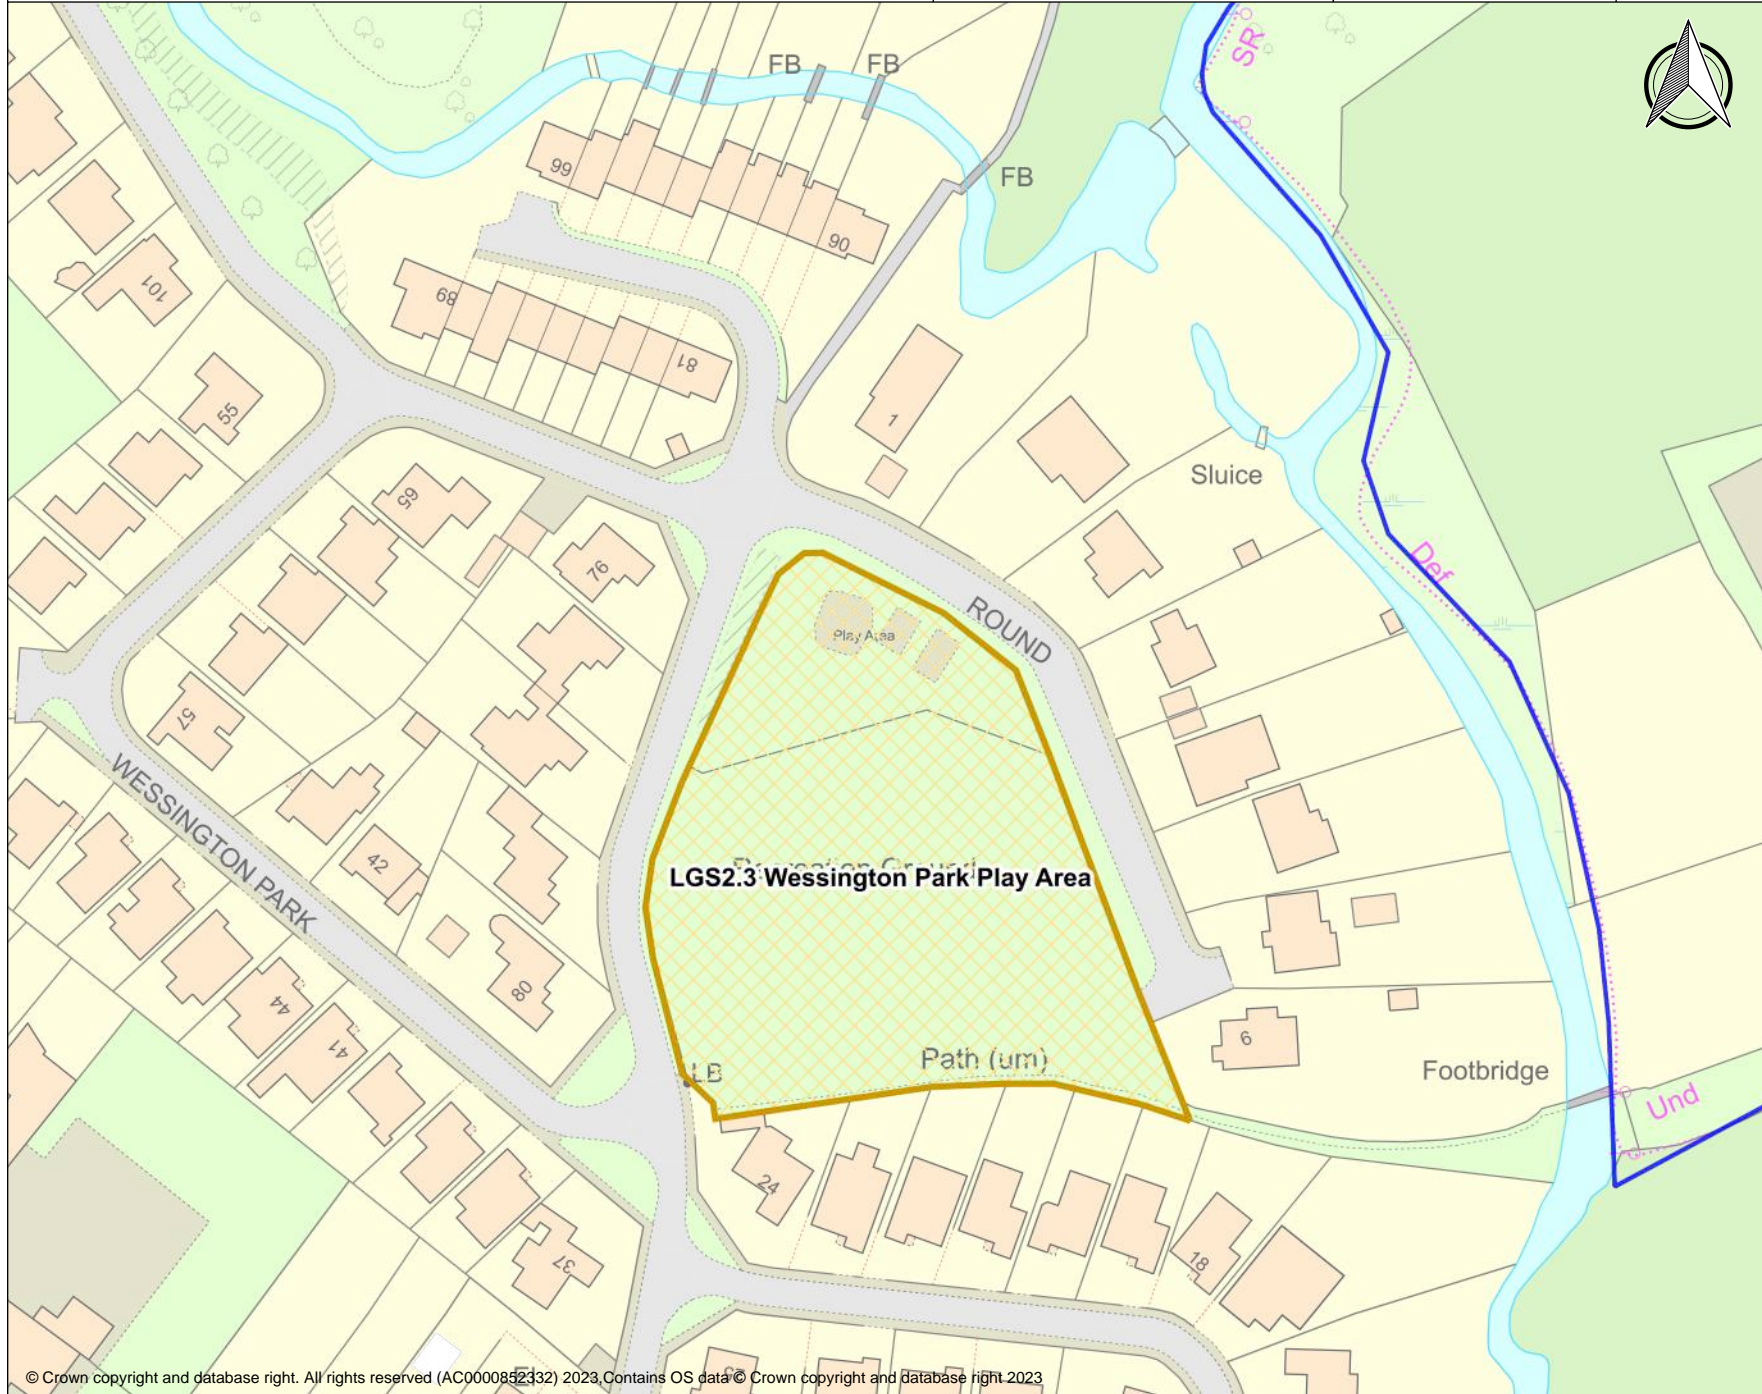 SR
FB
FB
FB
99
90
101
68
81
55
1
65
76
Sluice
Def
ROUND
Play Area
57
WESSINGTON PARK
42
Recreation Ground
LGS2.3 Wessington Park Play Area
80
44
41
LB
Path (um)
6
Footbridge
Und
24
18
37
El
© Crown copyright and database right. All rights reserved (AC0000852332) 2023,Contains OS data © Crown copyright and database right 2023